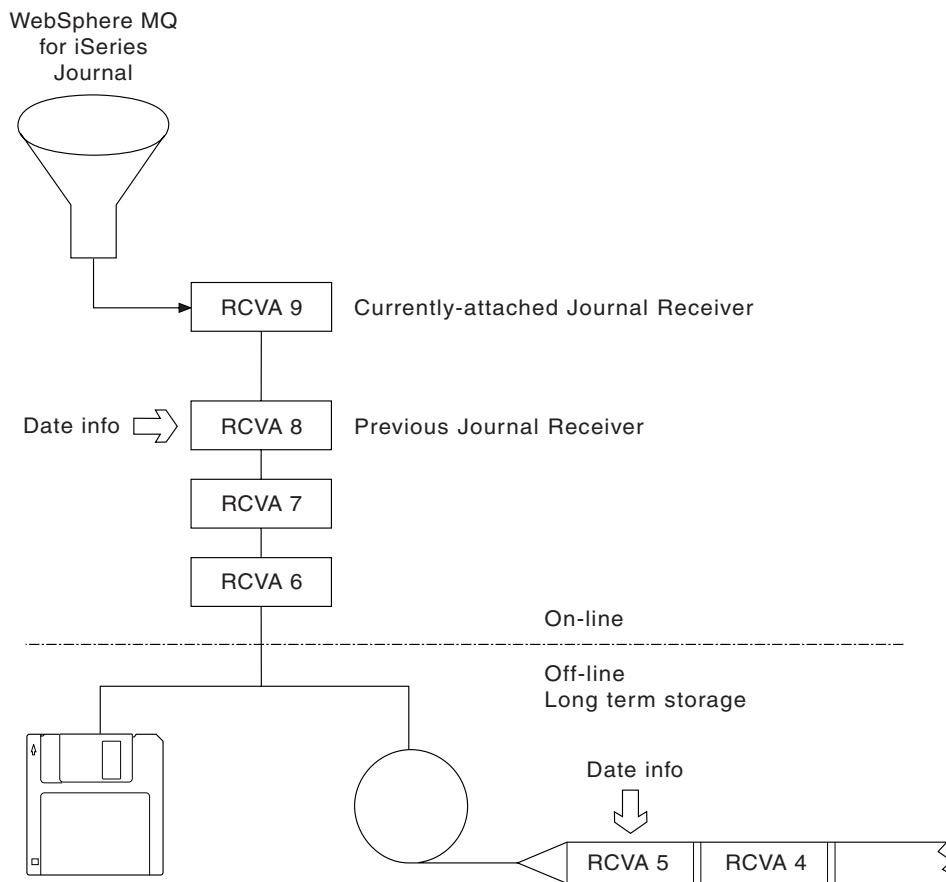 WebSphere MQ
for iSeries
Journal
RCVA 9
Currently-attached Journal Receiver
Date info
RCVA 8
Previous Journal Receiver
RCVA 7
RCVA 6
On-line
Off-line
Long term storage
Date info
RCVA 5
RCVA 4